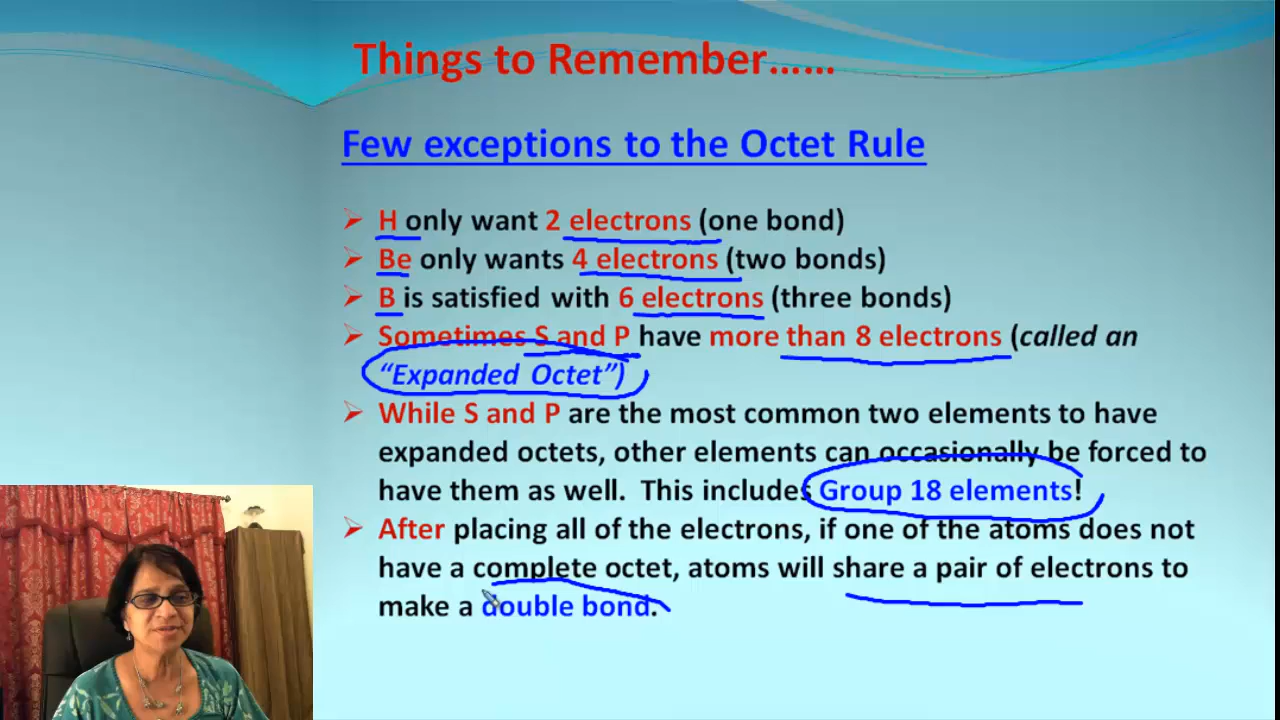 Things to Remember……
Few exceptions to the Octet Rule
H only want 2 electrons (one bond)
Be only wants 4 electrons (two bonds)
B is satisfied with 6 electrons (three bonds)
Sometimes S and P have more than 8 electrons (called an
“Expanded Octet”)
While S and P are the most common two elements to have
expanded octets, other elements can occasionally be forced to
have them as well. This includes Group 18 elements!
After placing all of the electrons, if one of the atoms does not
have a complete octet, atoms will share a pair of electrons to
make a double bond.